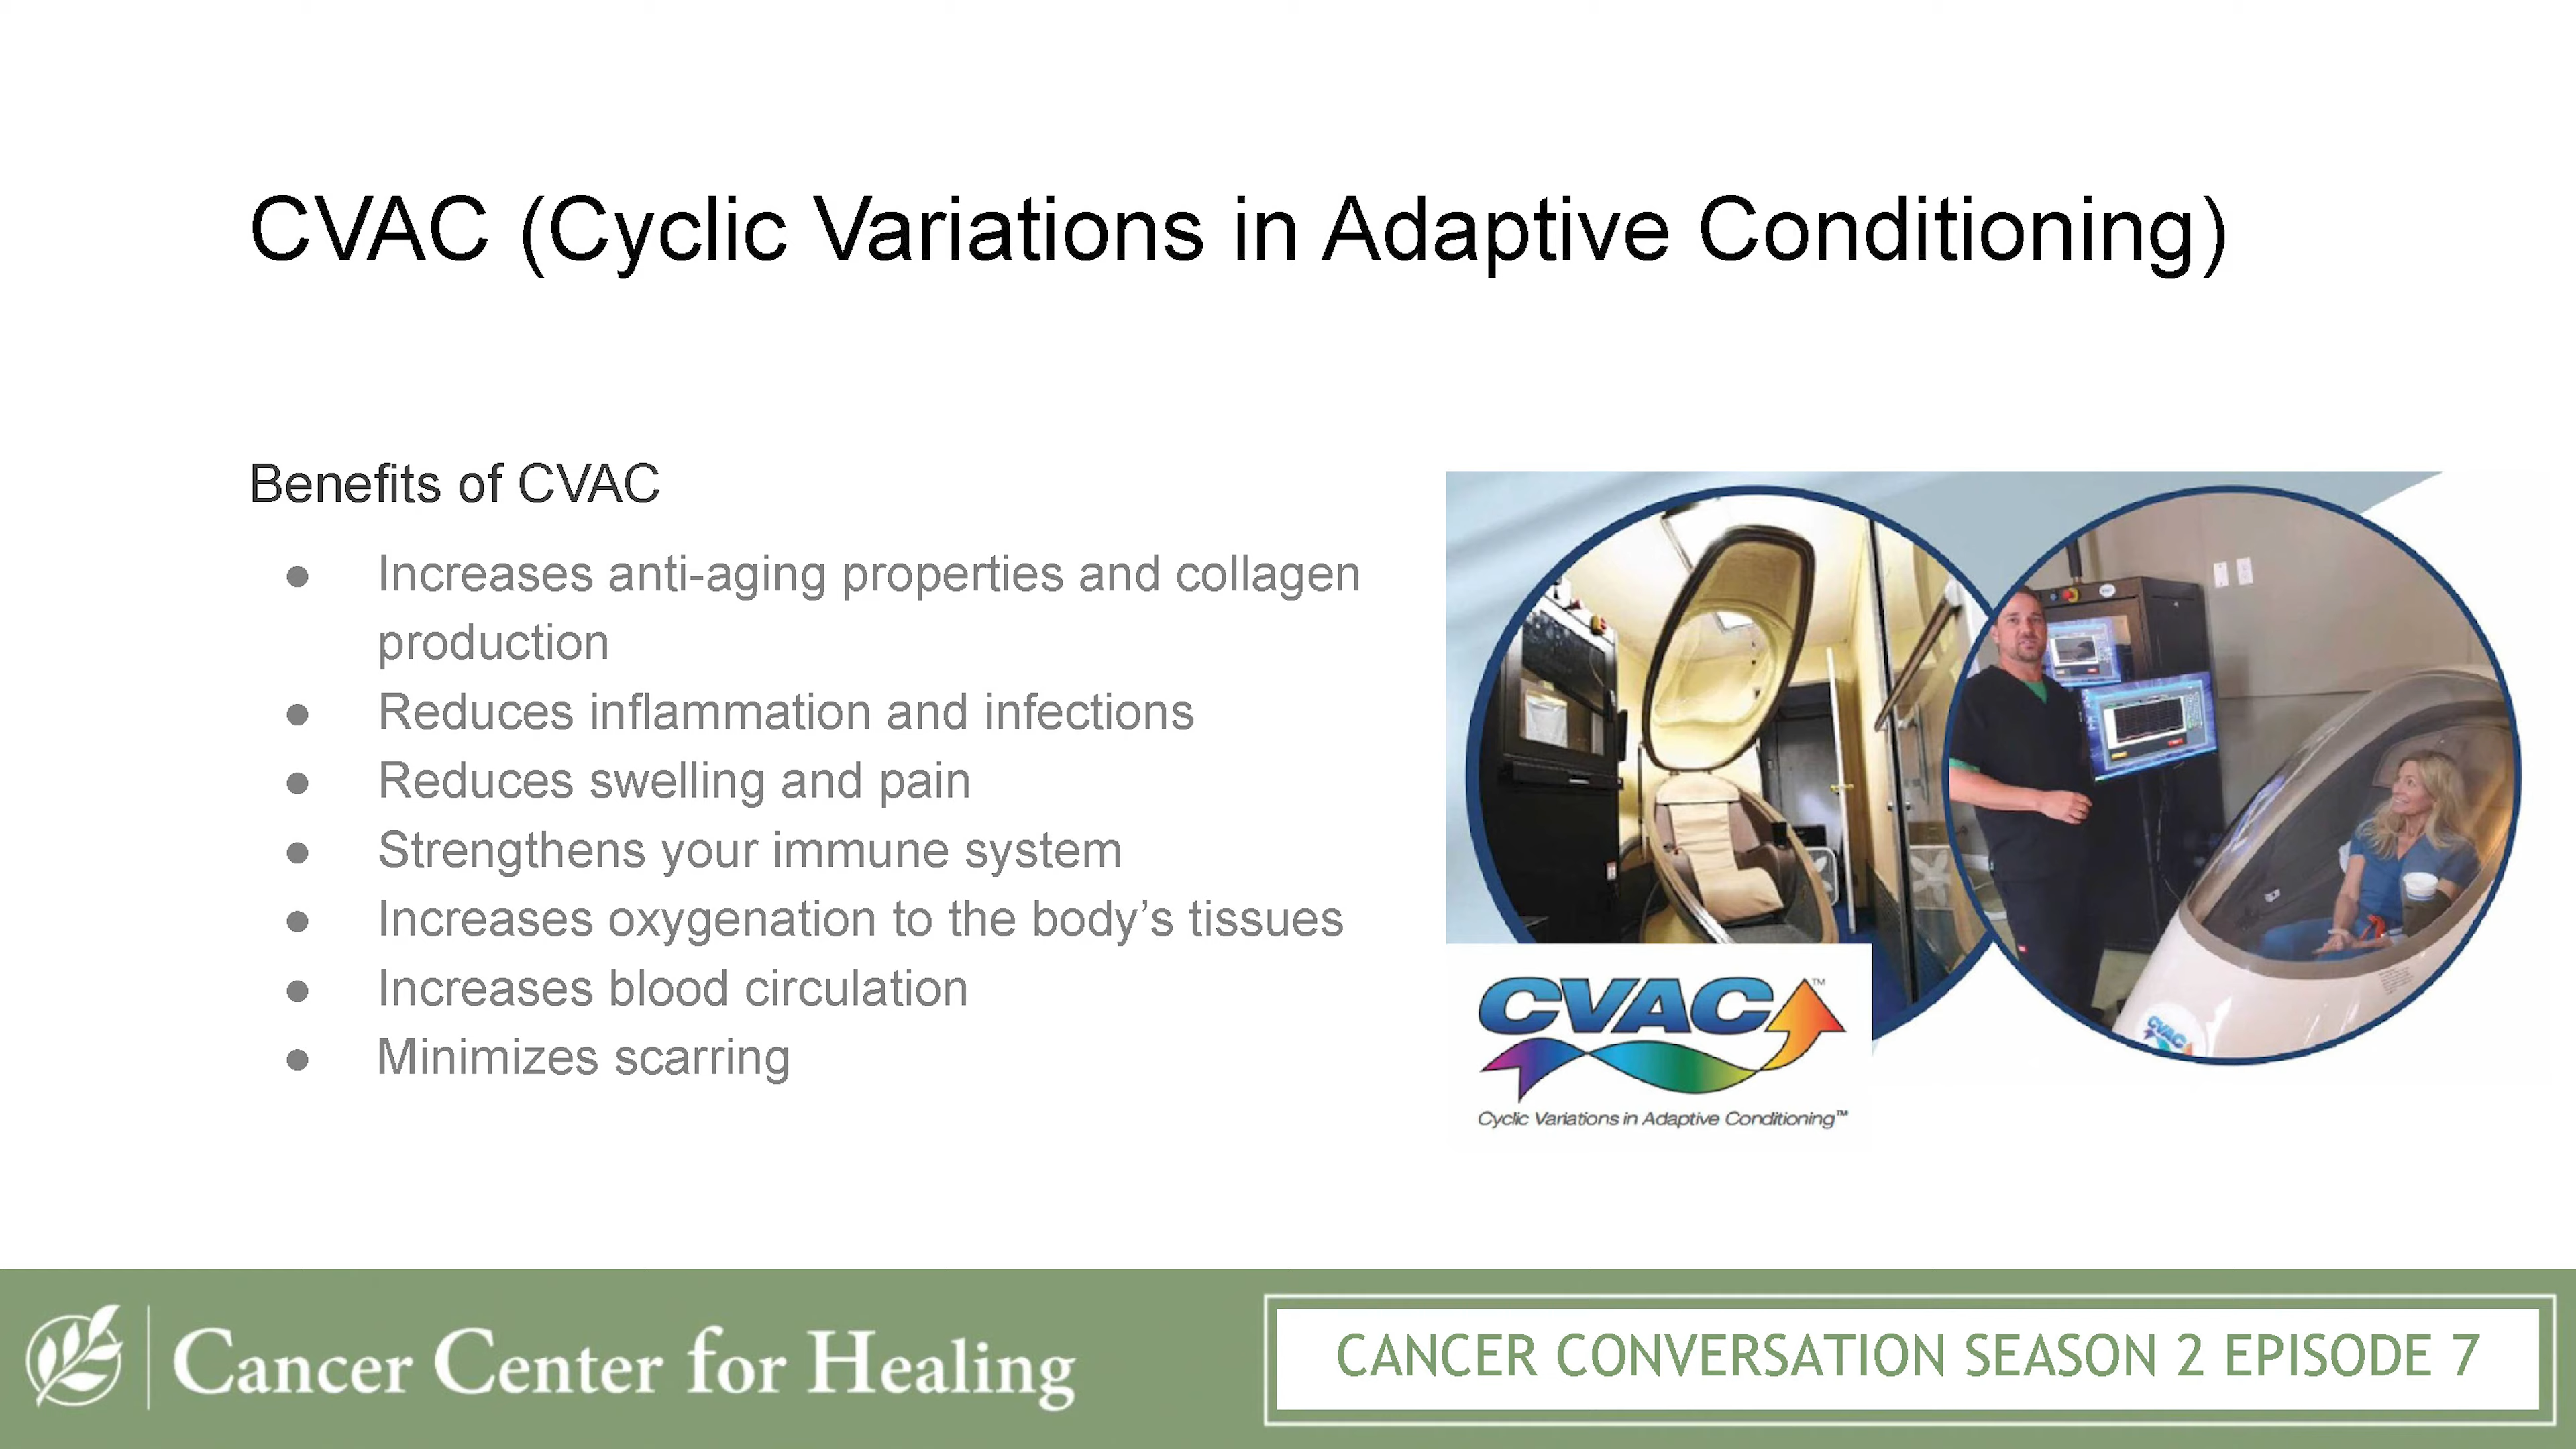 CVAC (Cyclic Variations in Adaptive Conditioning)
Benefits of CVAC
● Increases anti-aging properties and collagen
production
● Reduces inflammation and infections
● Reduces swelling and pain
● Strengthens your immune system
● Increases oxygenation to the body’s tissues
● Increases blood circulation
● Minimizes scarring
CVAC™
Cyclic Variations in Adaptive Conditioning™
CVAC
Cancer Center for Healing
CANCER CONVERSATION SEASON 2 EPISODE 7